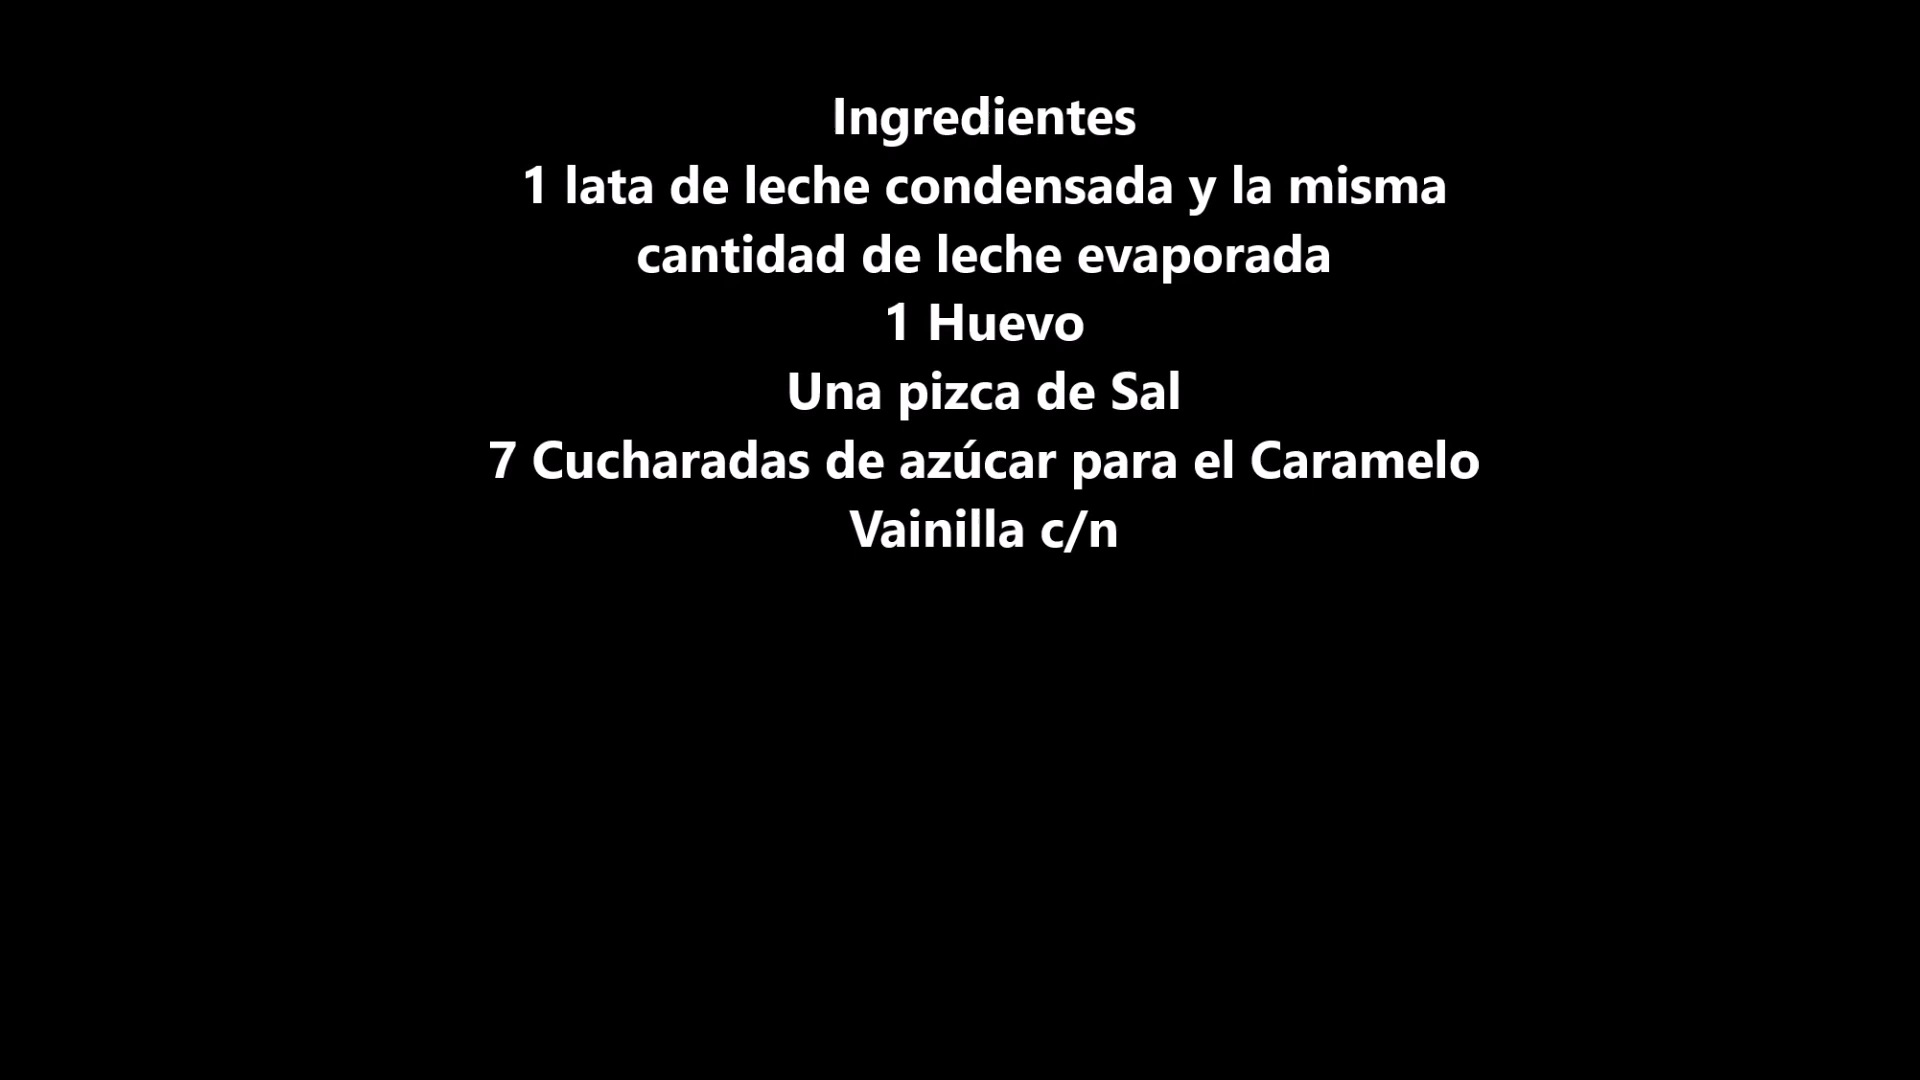 Ingredientes
1 lata de leche condensada y la misma
cantidad de leche evaporada
1 Huevo
Una pizca de Sal
7 Cucharadas de azúcar para el Caramelo
Vainilla c/n